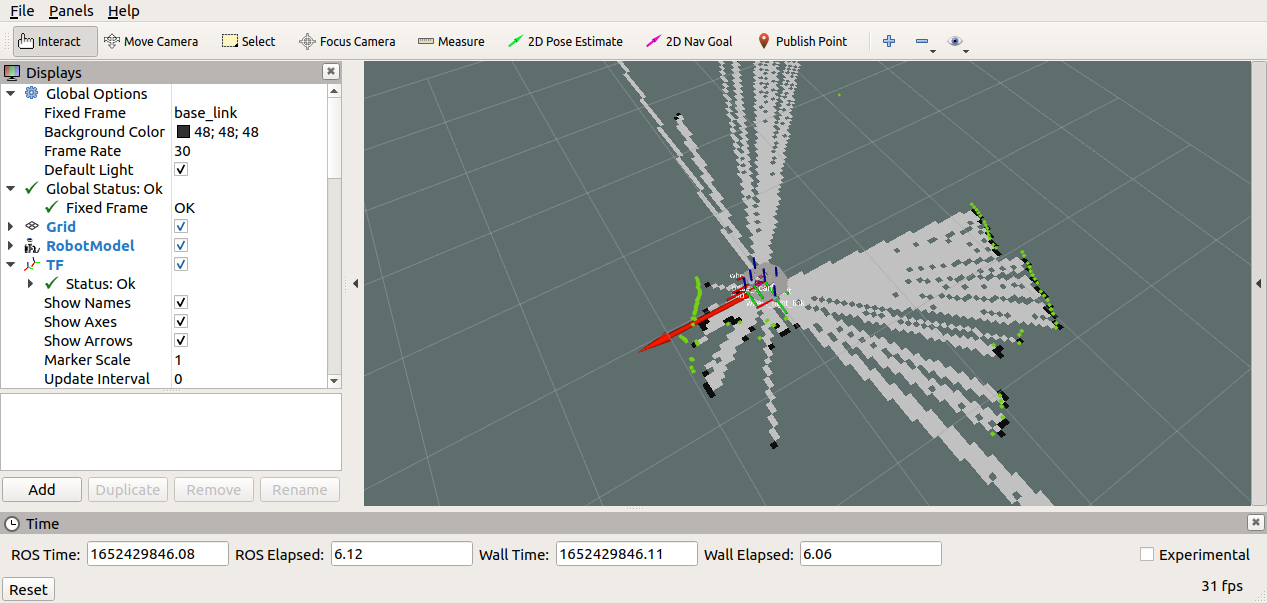 File Panels Help
Interact Move Camera Select Focus Camera Measure 2D Pose Estimate 2D Nav Goal Publish Point
Displays
Global Options
Fixed Frame base_link
Background Color 48; 48; 48
Frame Rate 30
Default Light
Global Status: Ok
Fixed Frame OK
Grid
RobotModel
TF
Status: Ok
Show Names
Show Axes
Show Arrows
Marker Scale 1
Update Interval 0
Add Duplicate Remove Rename
Time
ROS Time: 1652429846.08 ROS Elapsed: 6.12 Wall Time: 1652429846.11 Wall Elapsed: 6.06 Experimental
Reset 31 fps